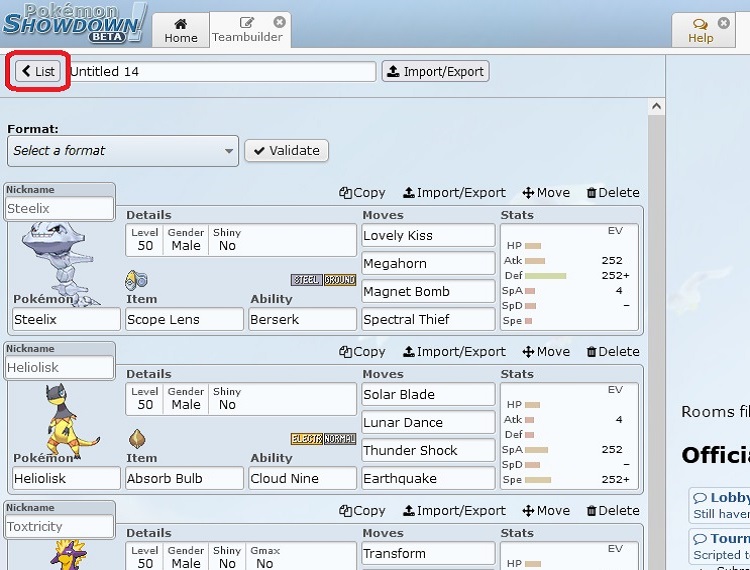 Pokémon
SHOWDOWN!
BETA
Home
Teambuilder
Help
List
Untitled 14
Import/Export
Format:
Select a format
Validate
Nickname
Steelix
Copy Import/Export Move Delete
Details
Level Gender Shiny
50 Male No
STEEL GROUND
Pokémon Item Ability
Steelix Scope Lens Berserk
Moves
Lovely Kiss
Megahorn
Magnet Bomb
Spectral Thief
Stats
EV
HP
Atk 252
Def 252+
SpA 4
SpD –
Spe
Nickname
Heliolisk
Copy Import/Export Move Delete
Details
Level Gender Shiny
50 Male No
ELECTR NORMAL
Pokémon Item Ability
Heliolisk Absorb Bulb Cloud Nine
Moves
Solar Blade
Lunar Dance
Thunder Shock
Earthquake
Stats
EV
HP
Atk 4
Def
SpA 252
SpD –
Spe 252+
Nickname
Toxtricity
Copy Import/Export Move Delete
Details
Level Gender Shiny Gmax
50 Male No No
Moves
Transform
Stats
EV
HP
Rooms fil
Officia
Lobby
Still haven
Tourn
Scripted to